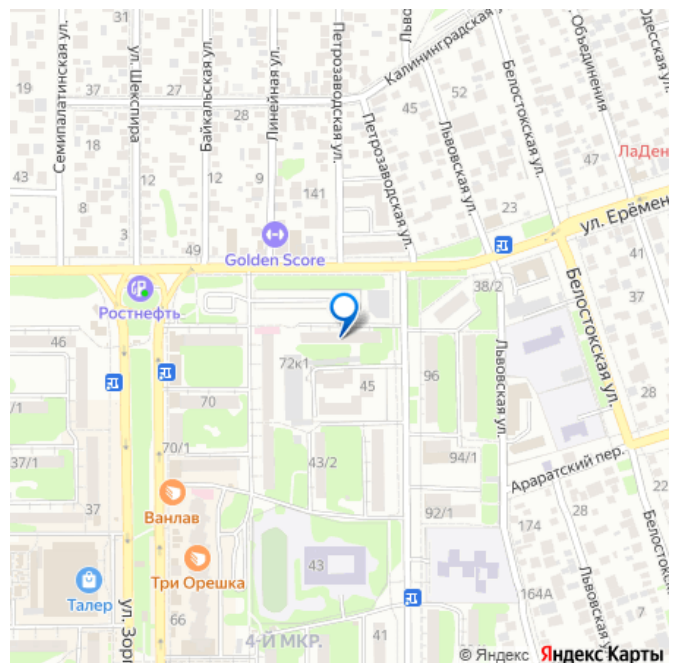 31
Семипалатинская ул.
ул. Шекспира
Байкальская ул.
Линейная ул.
Петрозаводская ул.
Калининградская
Белостокская ул.
Объединения
Одесская ул.
19
37
27
28
45
52
Петрозаводская ул.
Львовская ул.
18
43
12
12
9
141
47
ЛаДен
8
3
49
Golden Score
23
ул. Ерёмен
41
37
Ростнефть
38/2
Белостокская ул.
46
72к1
45
96
Львовская ул.
28
/1
70
37/1
70/1
43/2
94/1
Араратский пер.
22
Ванлав
37
92/1
174
28
Белостокска
Три Орешка
43
Талер
164А
Львовская ул.
7
ул. Зор
66
4-Й МКР.
41
© Яндекс Яндекс Карты